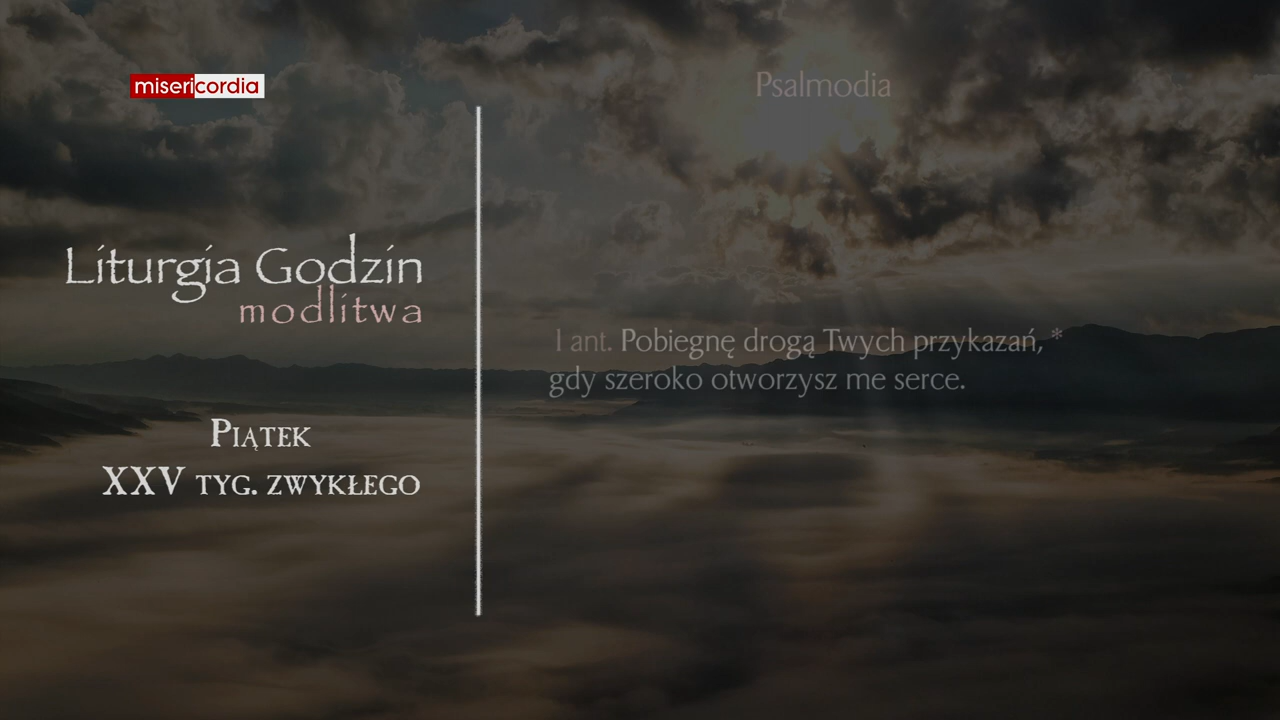 misericordia
Liturgia Godzin
modlitwa
Piątek
XXV tyg. zwykłego
Psalmodia
I ant. Pobiegnę drogą Twych przykazań,*
gdy szeroko otworzysz me serce.